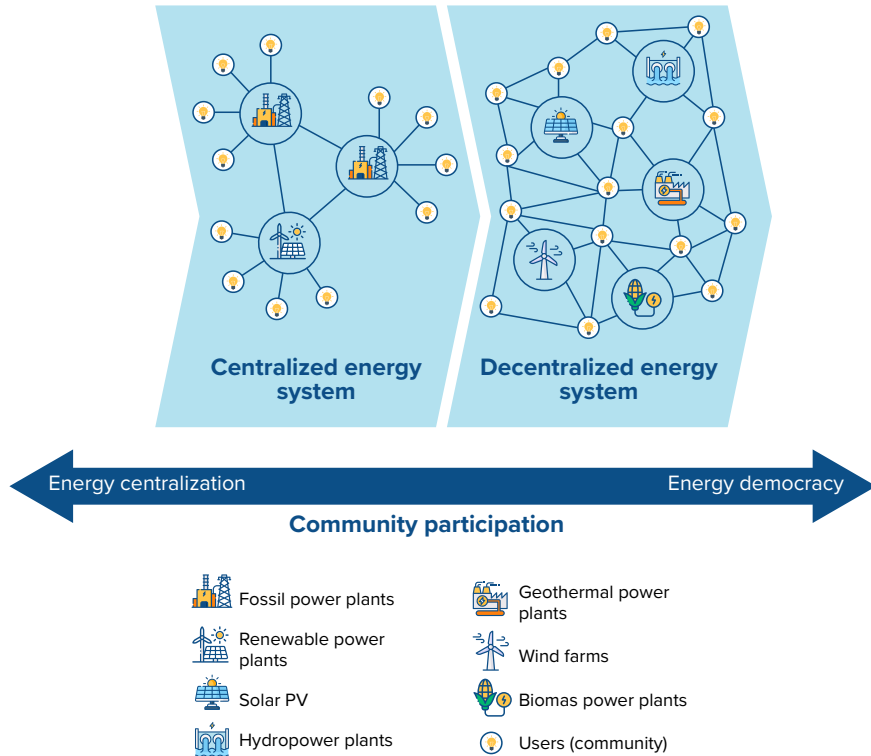 Centralized energy
system
Decentralized energy
system
Energy centralization
Energy democracy
Community participation
Fossil power plants
Renewable power
plants
Solar PV
Hydropower plants
Geothermal power
plants
Wind farms
Biomas power plants
Users (community)